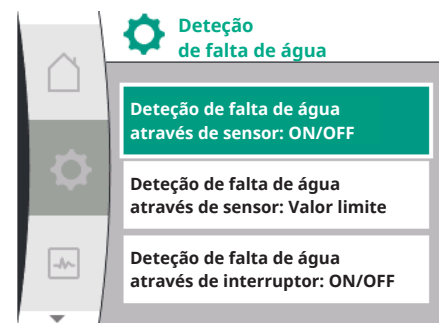 Deteção
de falta de água
Deteção de falta de água
através de sensor: ON/OFF
Deteção de falta de água
através de sensor: Valor limite
Deteção de falta de água
através de interruptor: ON/OFF